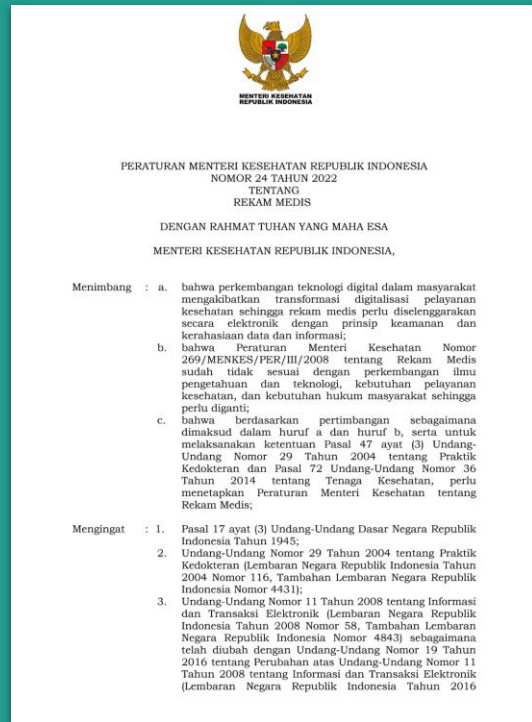 MENTERI KESEHATAN
REPUBLIK INDONESIA
PERATURAN MENTERI KESEHATAN REPUBLIK INDONESIA
NOMOR 24 TAHUN 2022
TENTANG
REKAM MEDIS
DENGAN RAHMAT TUHAN YANG MAHA ESA
MENTERI KESEHATAN REPUBLIK INDONESIA,
Menimbang : a. bahwa perkembangan teknologi digital dalam masyarakat
mengakibatkan transformasi digitalisasi pelayanan
kesehatan sehingga rekam medis perlu diselenggarakan
secara elektronik dengan prinsip keamanan dan
kerahasiaan data dan informasi;
b. bahwa Peraturan Menteri Kesehatan Nomor
269/MENKES/PER/III/2008 tentang Rekam Medis
sudah tidak sesuai dengan perkembangan ilmu
pengetahuan dan teknologi, kebutuhan pelayanan
kesehatan, dan kebutuhan hukum masyarakat sehingga
perlu diganti;
c. bahwa berdasarkan pertimbangan sebagaimana
dimaksud dalam huruf a dan huruf b, serta untuk
melaksanakan ketentuan Pasal 47 ayat (3) Undang-
Undang Nomor 29 Tahun 2004 tentang Praktik
Kedokteran dan Pasal 72 Undang-Undang Nomor 36
Tahun 2014 tentang Tenaga Kesehatan, perlu
menetapkan Peraturan Menteri Kesehatan tentang
Rekam Medis;
Mengingat : 1. Pasal 17 ayat (3) Undang-Undang Dasar Negara Republik
Indonesia Tahun 1945;
2. Undang-Undang Nomor 29 Tahun 2004 tentang Praktik
Kedokteran (Lembaran Negara Republik Indonesia Tahun
2004 Nomor 116, Tambahan Lembaran Negara Republik
Indonesia Nomor 4431);
3. Undang-Undang Nomor 11 Tahun 2008 tentang Informasi
dan Transaksi Elektronik (Lembaran Negara Republik
Indonesia Tahun 2008 Nomor 58, Tambahan Lembaran
Negara Republik Indonesia Nomor 4843) sebagaimana
telah diubah dengan Undang-Undang Nomor 19 Tahun
2016 tentang Perubahan atas Undang-Undang Nomor 11
Tahun 2008 tentang Informasi dan Transaksi Elektronik
(Lembaran Negara Republik Indonesia Tahun 2016